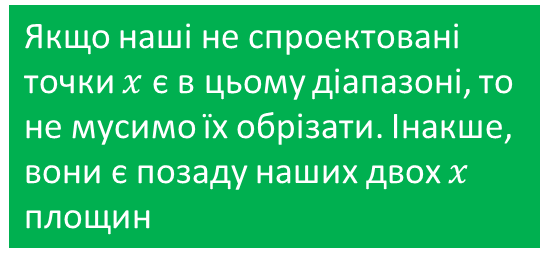 Якщо наші не спроектовані
точки 𝑥 є в цьому діапазоні, то
не мусимо їх обрізати. Інакше,
вони є позаду наших двох 𝑥
площин